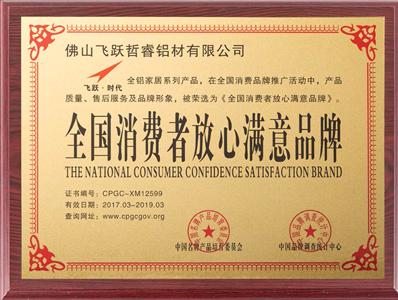 佛山飞跃哲睿铝材有限公司
飞跃·时代
全铝家居系列产品，在全国消费品牌推广活动中，产品
质量、售后服务及品牌形象，被荣选为《全国消费者放心满意品牌》。
全国消费者放心满意品牌
THE NATIONAL CONSUMER CONFIDENCE SATISFACTION BRAND
证书编号：CPGC-XM12599
有效日期：2017.03-2019.03
查询网址：www.cpgcgov.org
中国名牌产品培育委员会
中国品牌调查统计中心